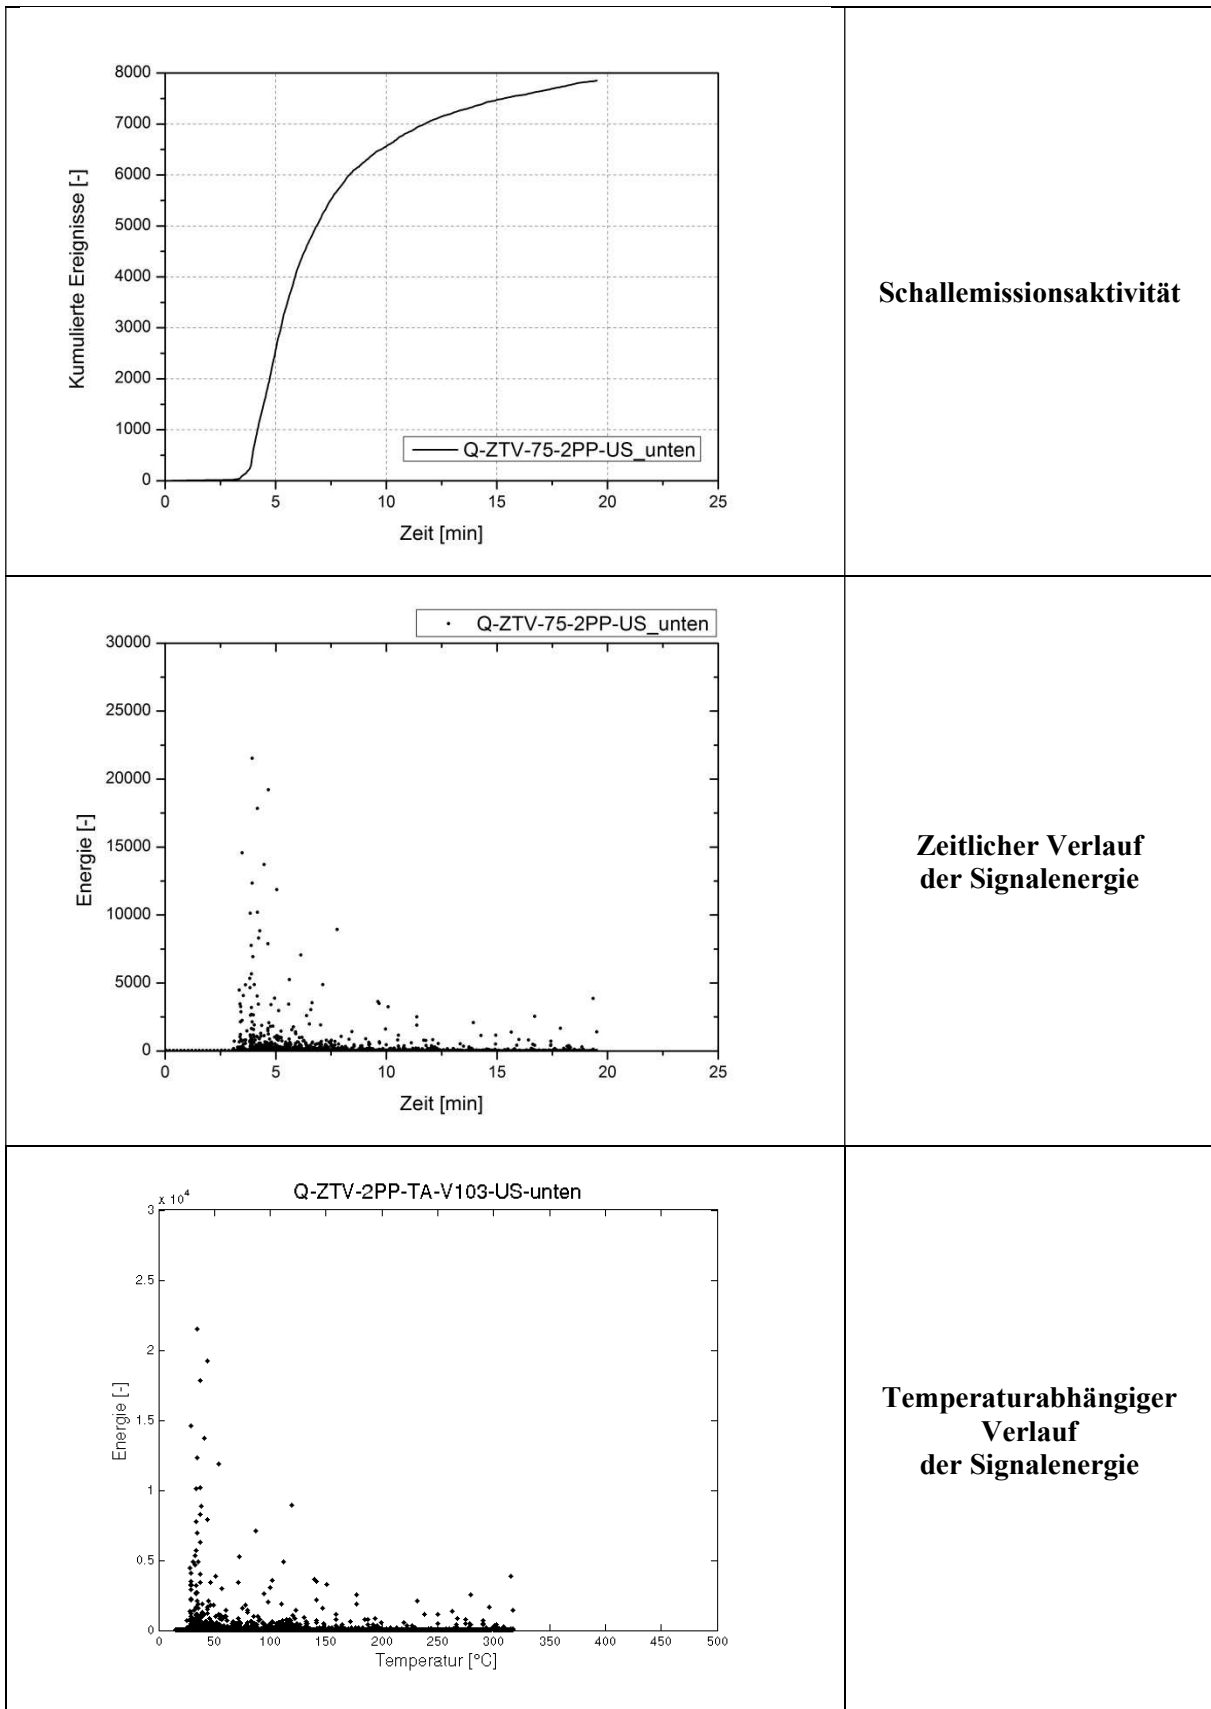 8000
7000
6000
5000
4000
3000
2000
1000
0
Kumulierte Ereignisse [-]
Q-ZTV-75-2PP-US_unten
0 5 10 15 20 25
Zeit [min]
Schallemissionsaktivität
Q-ZTV-75-2PP-US_unten
30000
25000
20000
15000
10000
5000
0
Energie [-]
0 5 10 15 20 25
Zeit [min]
Zeitlicher Verlauf
der Signalenergie
Q-ZTV-2PP-TA-V103-US-unten
x 10⁴
3
2.5
2
1.5
1
0.5
0
Energie [-]
0 50 100 150 200 250 300 350 400 450 500
Temperatur [°C]
Temperaturabhängiger
Verlauf
der Signalenergie